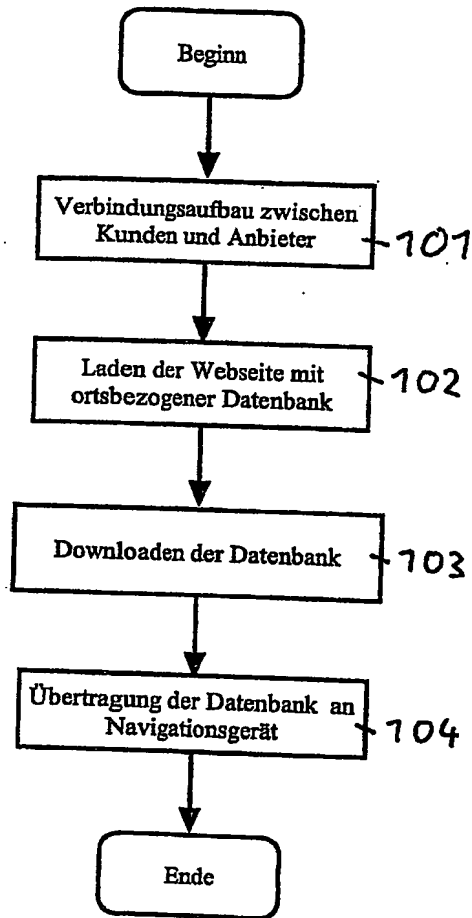 Beginn
Verbindungsaufbau zwischen
Kunden und Anbieter
101
Laden der Webseite mit
ortsbezogener Datenbank
102
Downloaden der Datenbank
103
Übertragung der Datenbank an
Navigationsgerät
104
Ende